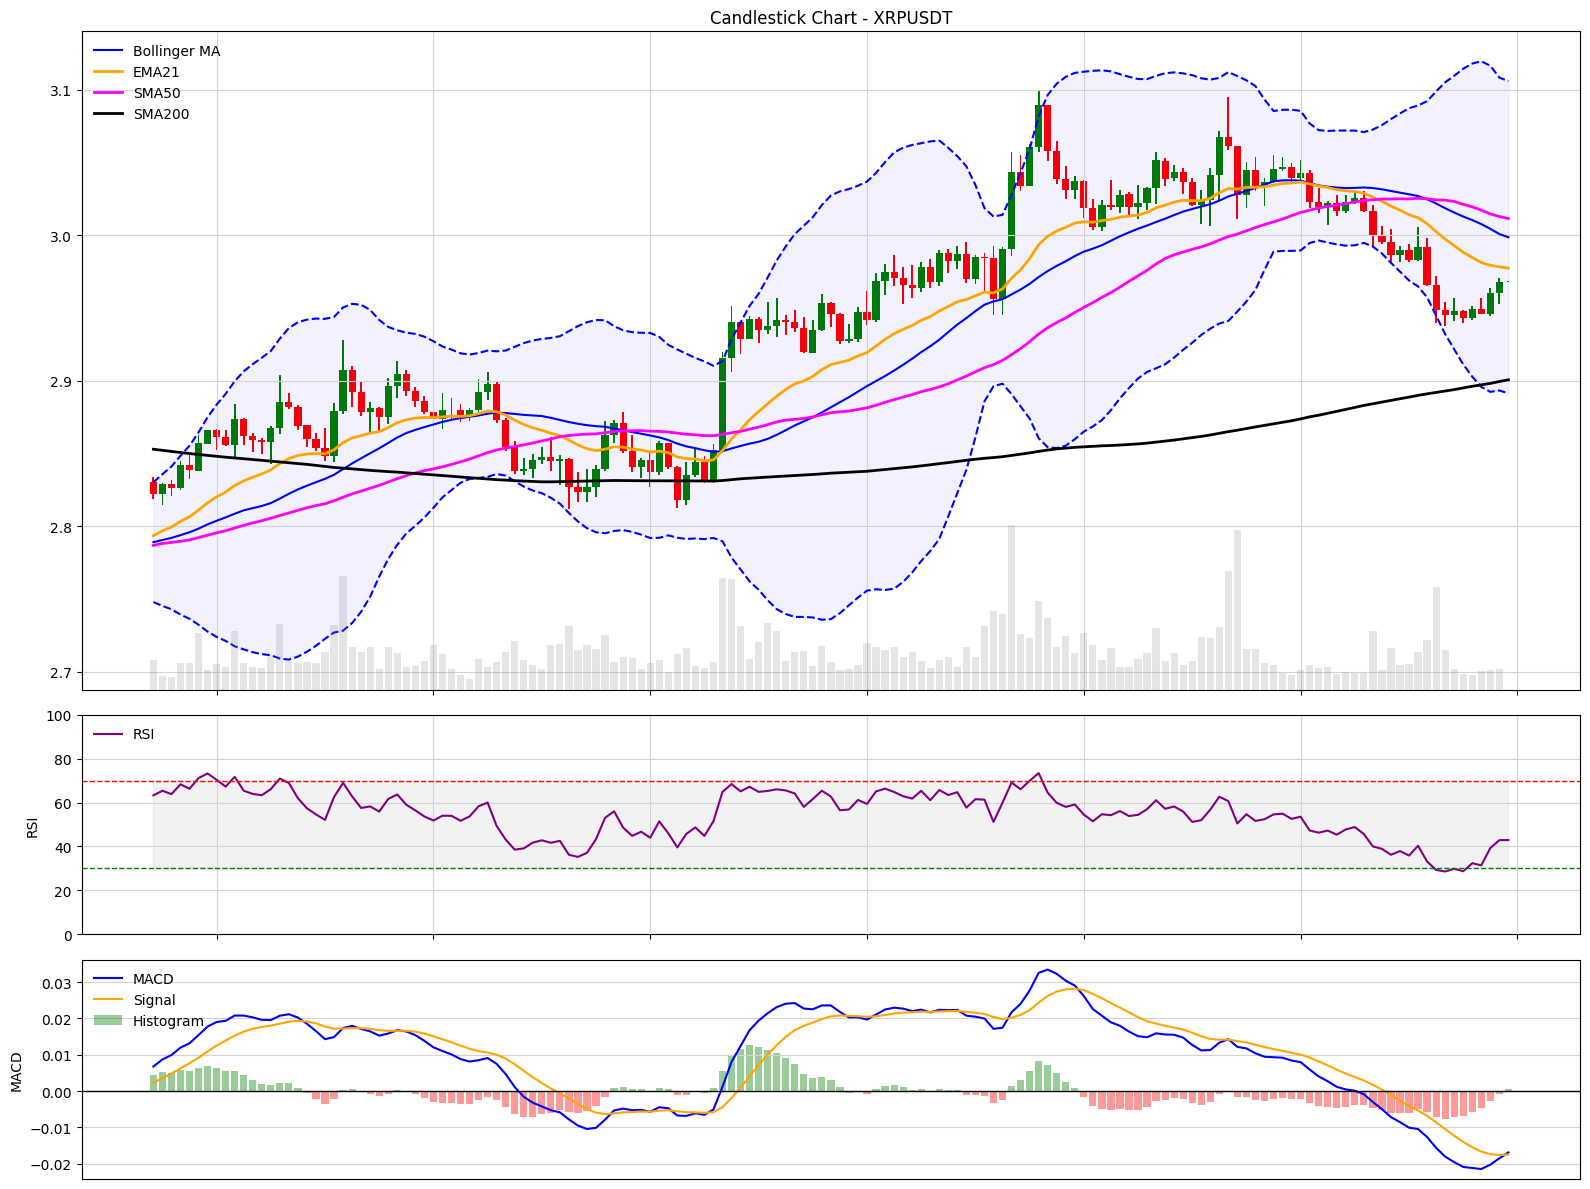 Candlestick Chart - XRPUSDT
Bollinger MA
EMA21
SMA50
SMA200
3.1
3.0
2.9
2.8
2.7
RSI
RSI
100
80
60
40
20
0
MACD
Signal
Histogram
MACD
0.03
0.02
0.01
0.00
−0.01
−0.02